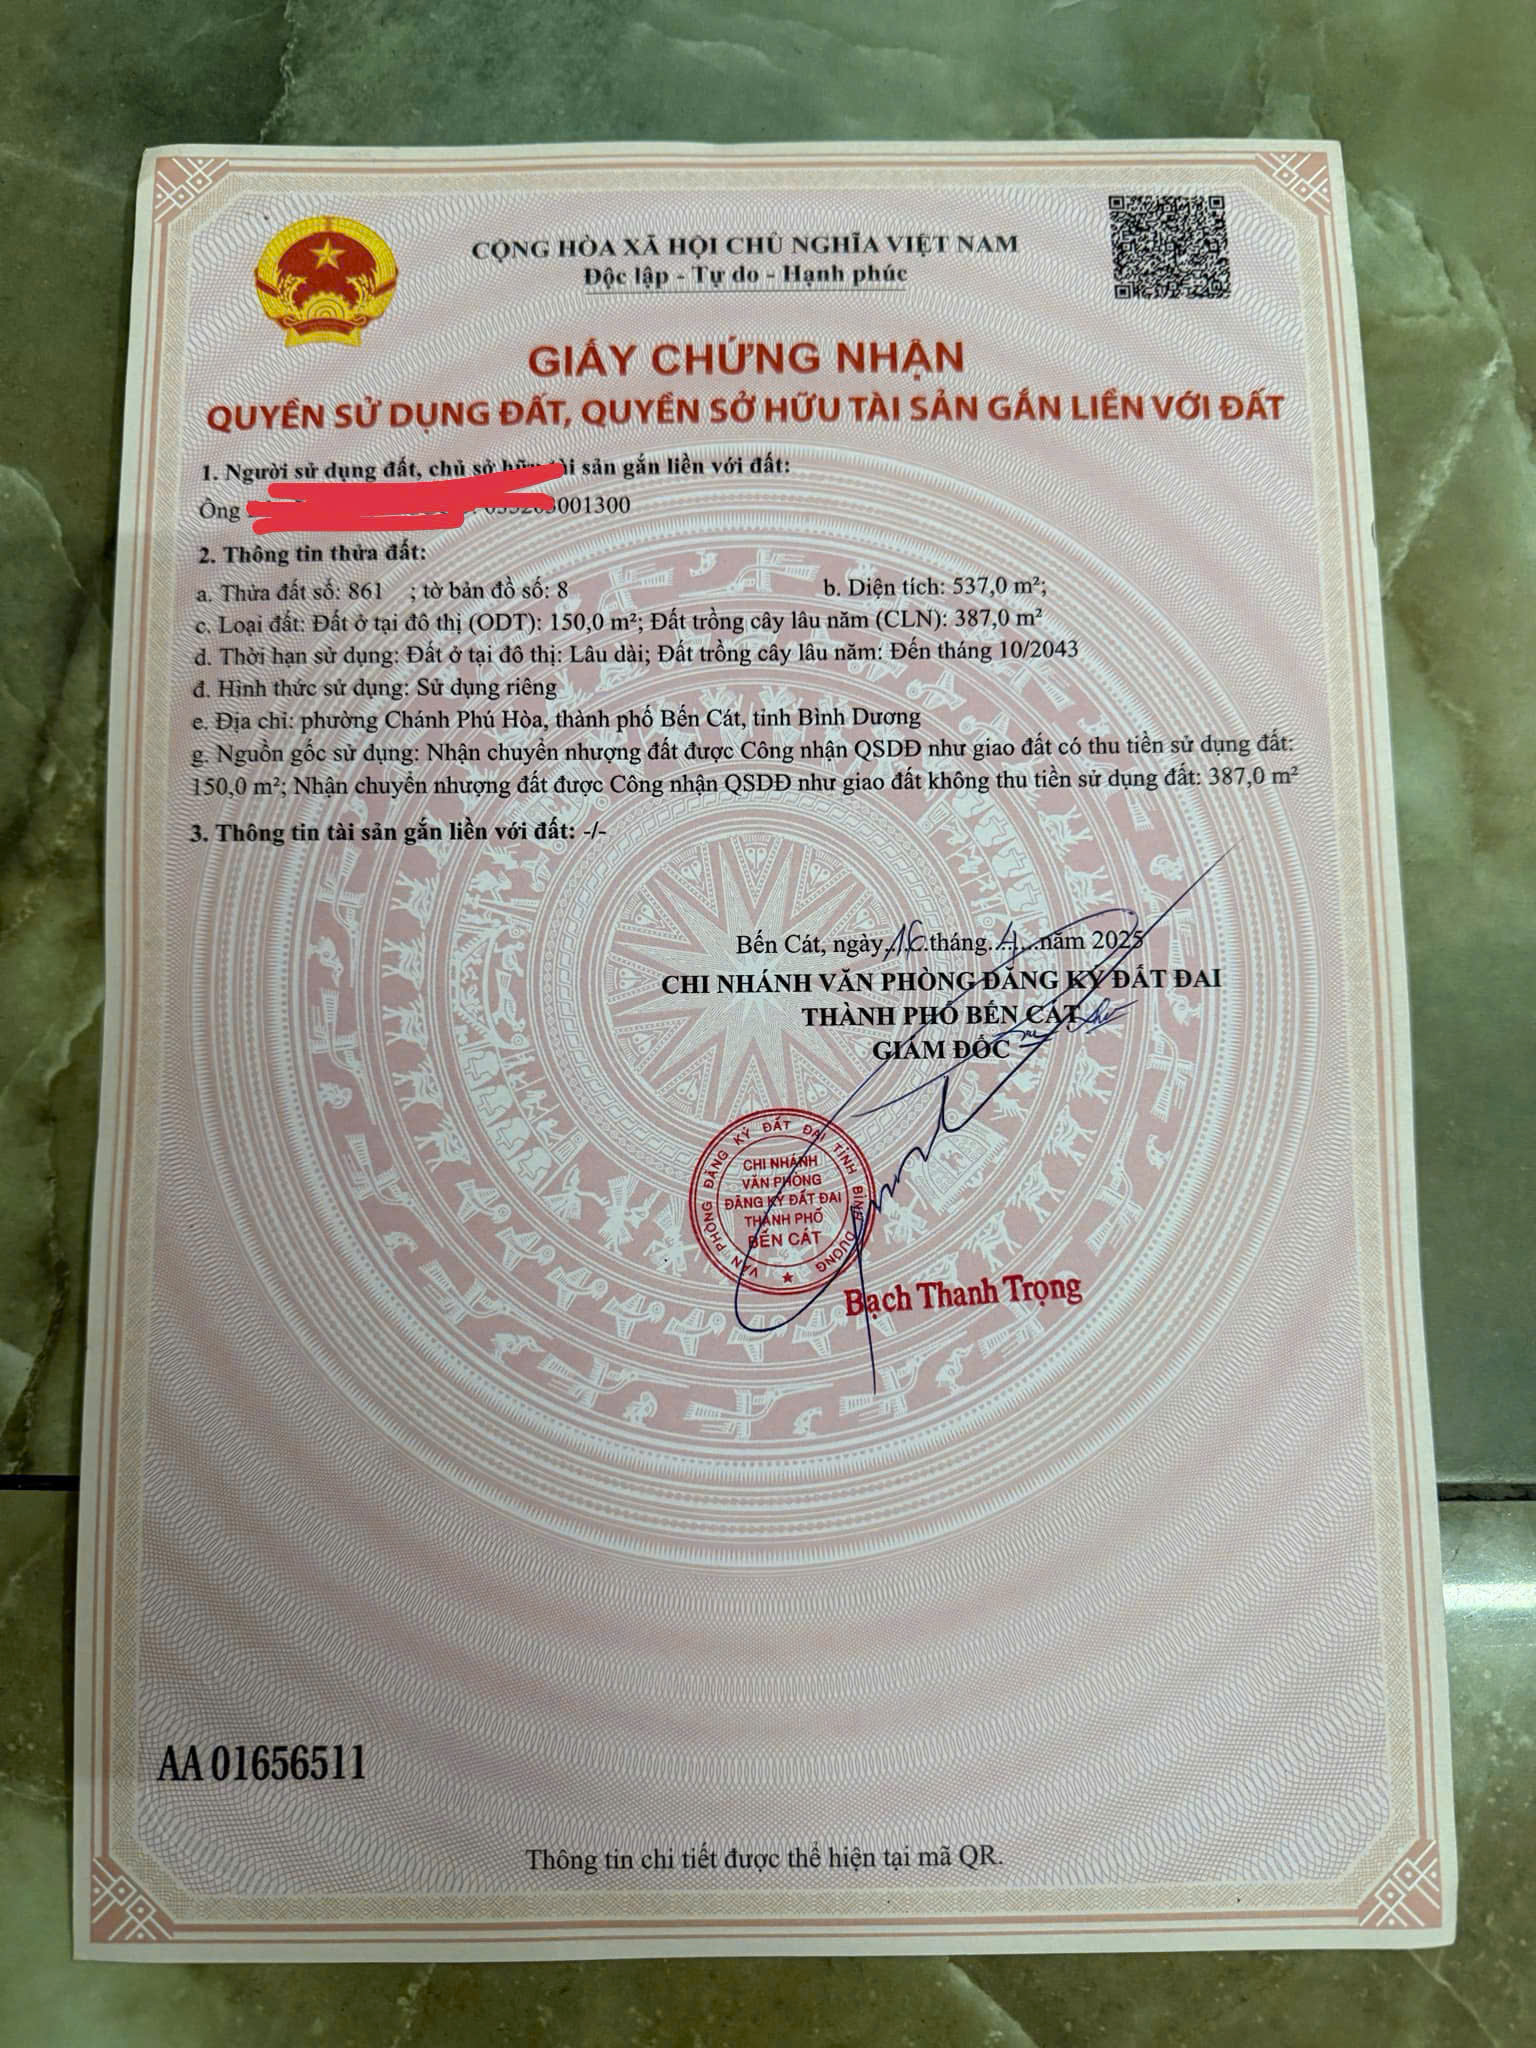 CỘNG HÒA XÃ HỘI CHỦ NGHĨA VIỆT NAM
Độc lập - Tự do - Hạnh phúc
GIẤY CHỨNG NHẬN
QUYỀN SỬ DỤNG ĐẤT, QUYỀN SỞ HỮU TÀI SẢN GẮN LIỀN VỚI ĐẤT
1. Người sử dụng đất, chủ sở hữu tài sản gắn liền với đất:
Ông
2. Thông tin thửa đất:
a. Thửa đất số: 861 ; tờ bản đồ số: 8 b. Diện tích: 537,0 m²;
c. Loại đất: Đất ở tại đô thị (ODT): 150,0 m²; Đất trồng cây lâu năm (CLN): 387,0 m²
d. Thời hạn sử dụng: Đất ở tại đô thị: Lâu dài; Đất trồng cây lâu năm: Đến tháng 10/2043
đ. Hình thức sử dụng: Sử dụng riêng
e. Địa chỉ: phường Chánh Phú Hòa, thành phố Bến Cát, tỉnh Bình Dương
g. Nguồn gốc sử dụng: Nhận chuyển nhượng đất được Công nhận QSDĐ như giao đất có thu tiền sử dụng đất:
150,0 m²; Nhận chuyển nhượng đất được Công nhận QSDĐ như giao đất không thu tiền sử dụng đất: 387,0 m²
3. Thông tin tài sản gắn liền với đất: -/-
Bến Cát, ngày tháng 4 năm 2025
CHI NHÁNH VĂN PHÒNG ĐĂNG KÝ ĐẤT ĐAI
THÀNH PHỐ BẾN CÁT
GIÁM ĐỐC
VĂN PHÒNG ĐĂNG KÝ ĐẤT ĐAI TỈNH BÌNH DƯƠNG
CHI NHÁNH
VĂN PHÒNG
ĐĂNG KÝ ĐẤT ĐAI
THÀNH PHỐ
BẾN CÁT
Bạch Thanh Trọng
AA 01656511
Thông tin chi tiết được thể hiện tại mã QR.